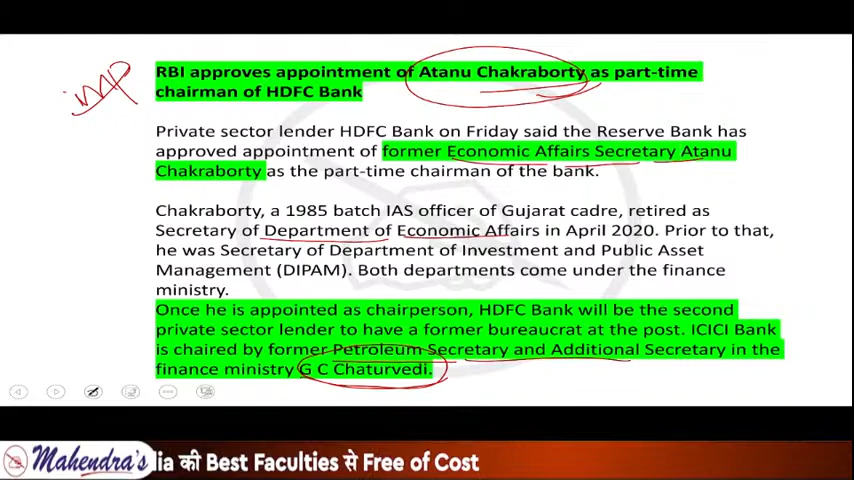 imp
RBI approves appointment of Atanu Chakraborty as part-time
chairman of HDFC Bank
Private sector lender HDFC Bank on Friday said the Reserve Bank has
approved appointment of former Economic Affairs Secretary Atanu
Chakraborty as the part-time chairman of the bank.
Chakraborty, a 1985 batch IAS officer of Gujarat cadre, retired as
Secretary of Department of Economic Affairs in April 2020. Prior to that,
he was Secretary of Department of Investment and Public Asset
Management (DIPAM). Both departments come under the finance
ministry.
Once he is appointed as chairperson, HDFC Bank will be the second
private sector lender to have a former bureaucrat at the post. ICICI Bank
is chaired by former Petroleum Secretary and Additional Secretary in the
finance ministry G C Chaturvedi.
Mahendra's dia की Best Faculties से Free of Cost